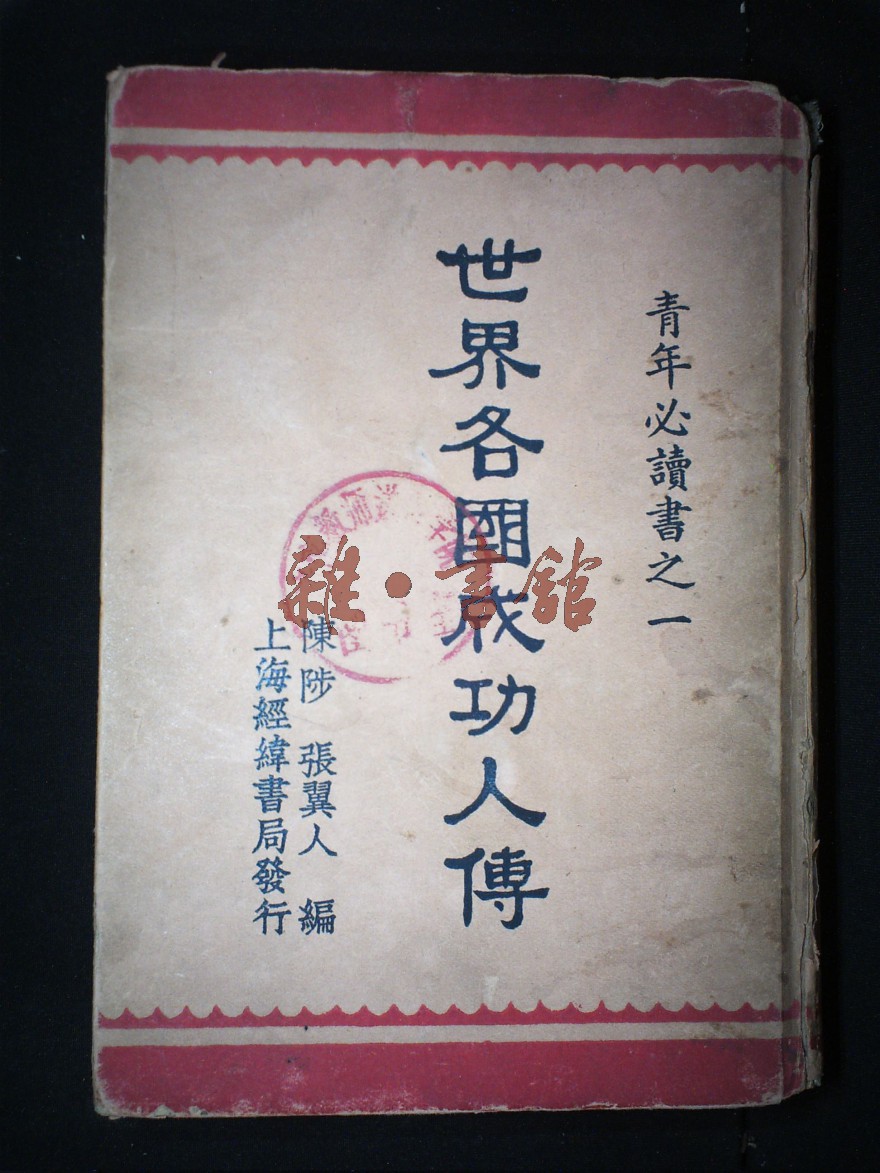 青年必讀書之一
世界各國成功人傳
陳陟 張翼人 編
上海經緯書局發行
雜·書館